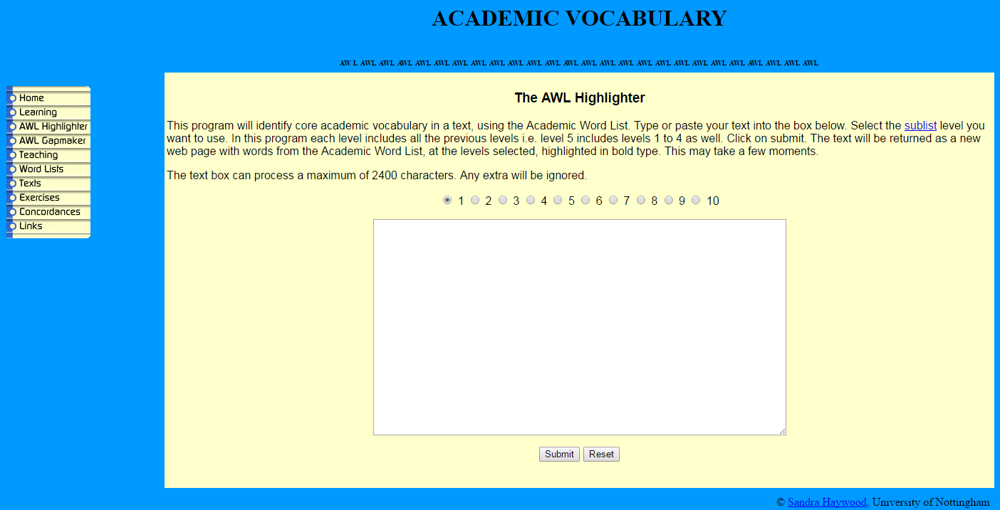 ACADEMIC VOCABULARY
AW L AWL AWL AWL AWL AWL AWL AWL AWL AWL AWL AWL AWL AWL AWL AWL AWL AWL AWL AWL AWL AWL AWL AWL AWL AWL
Home
Learning
AWL Highlighter
AWL Gapmaker
Teaching
Word Lists
Texts
Exercises
Concordances
Links
The AWL Highlighter
This program will identify core academic vocabulary in a text, using the Academic Word List. Type or paste your text into the box below. Select the sublist level you
want to use. In this program each level includes all the previous levels i.e. level 5 includes levels 1 to 4 as well. Click on submit. The text will be returned as a new
web page with words from the Academic Word List, at the levels selected, highlighted in bold type. This may take a few moments.
The text box can process a maximum of 2400 characters. Any extra will be ignored.
1 2 3 4 5 6 7 8 9 10
Submit Reset
© Sandra Haywood, University of Nottingham